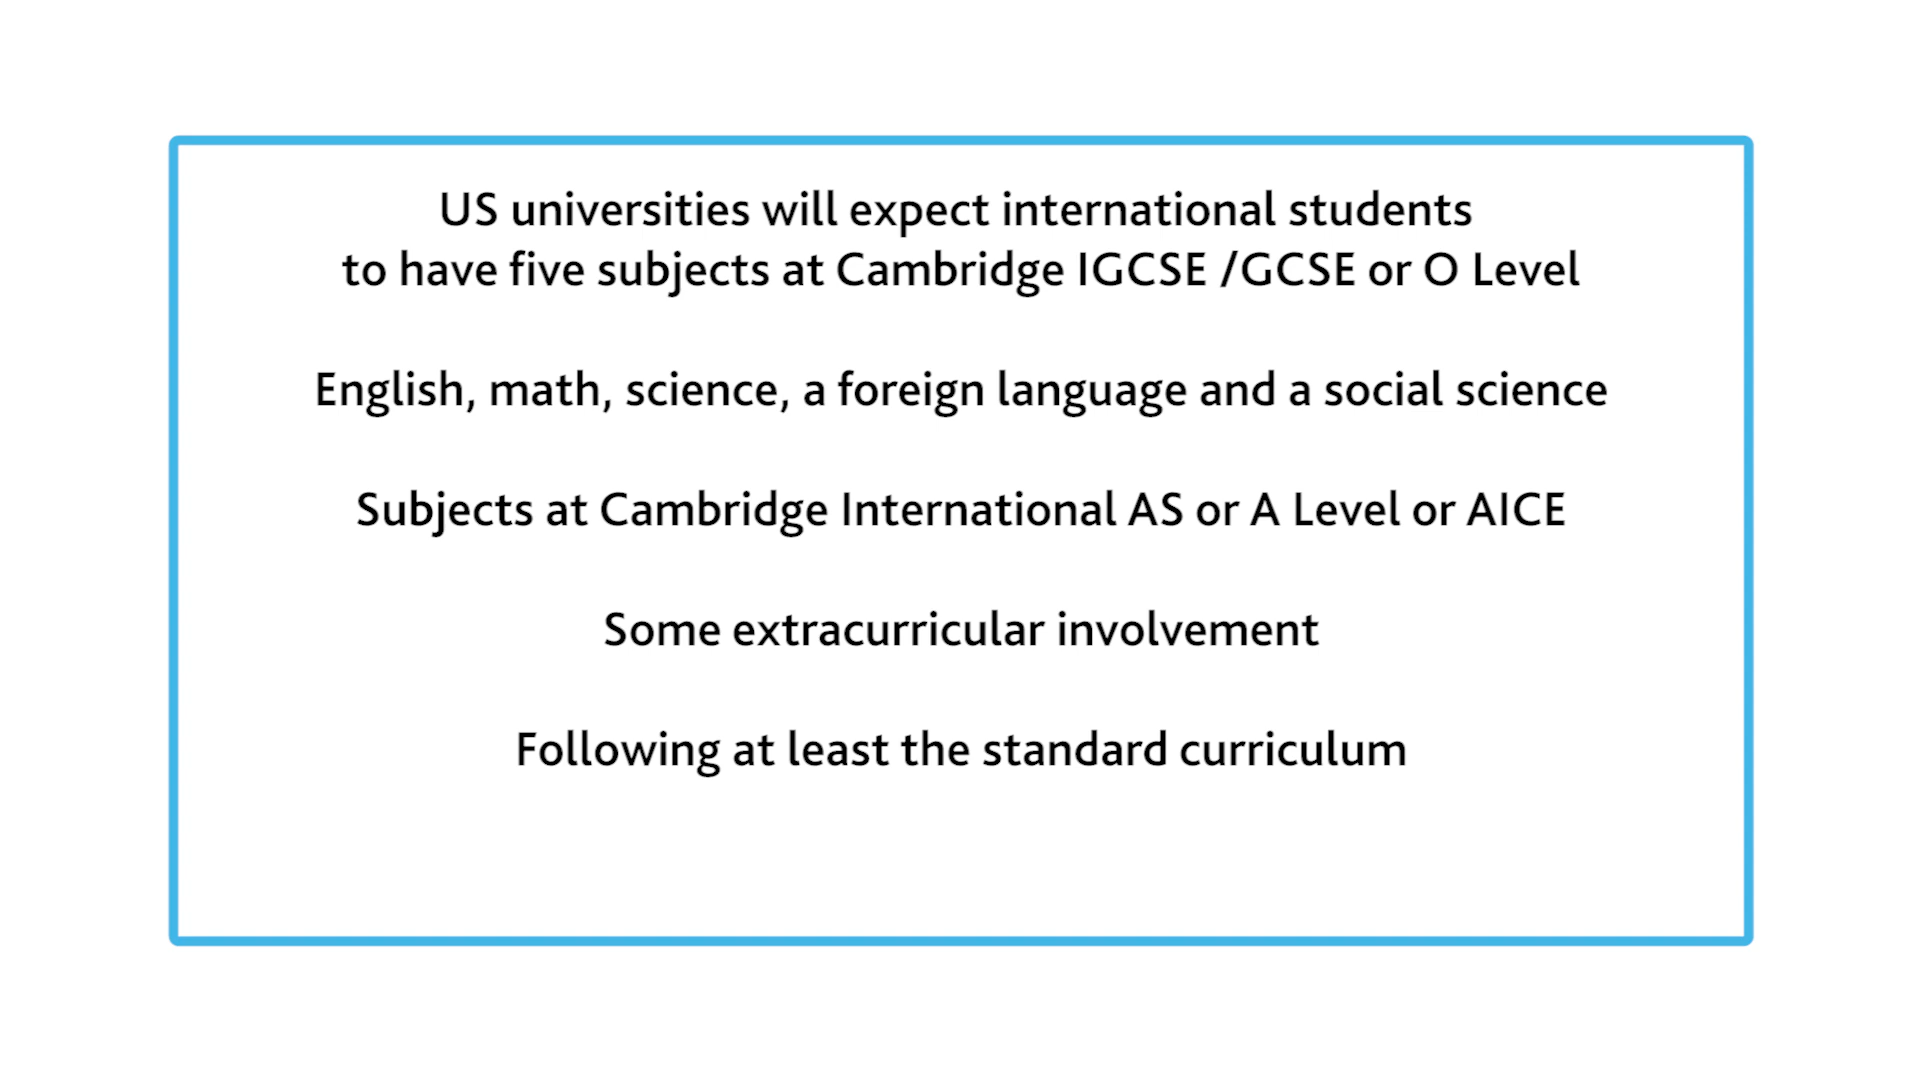 US universities will expect international students
to have five subjects at Cambridge IGCSE /GCSE or O Level
English, math, science, a foreign language and a social science
Subjects at Cambridge International AS or A Level or AICE
Some extracurricular involvement
Following at least the standard curriculum